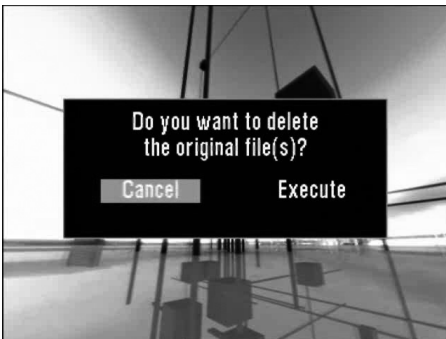 Do you want to delete
the original file(s)?
Cancel Execute